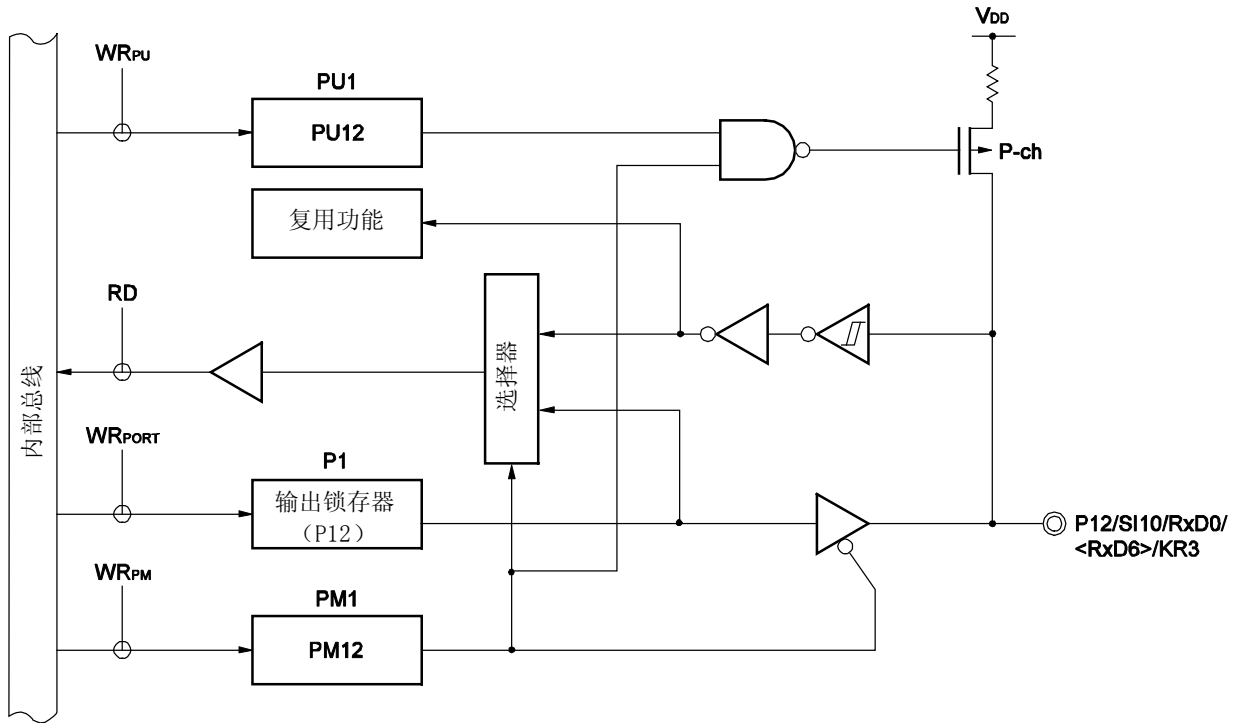 VDD
WRPU
PU1
PU12
P-ch
复用功能
RD
选择器
内部总线
WRPORT
P1
输出锁存器
（P12）
P12/SI10/RxD0/
<RxD6>/KR3
WRPM
PM1
PM12